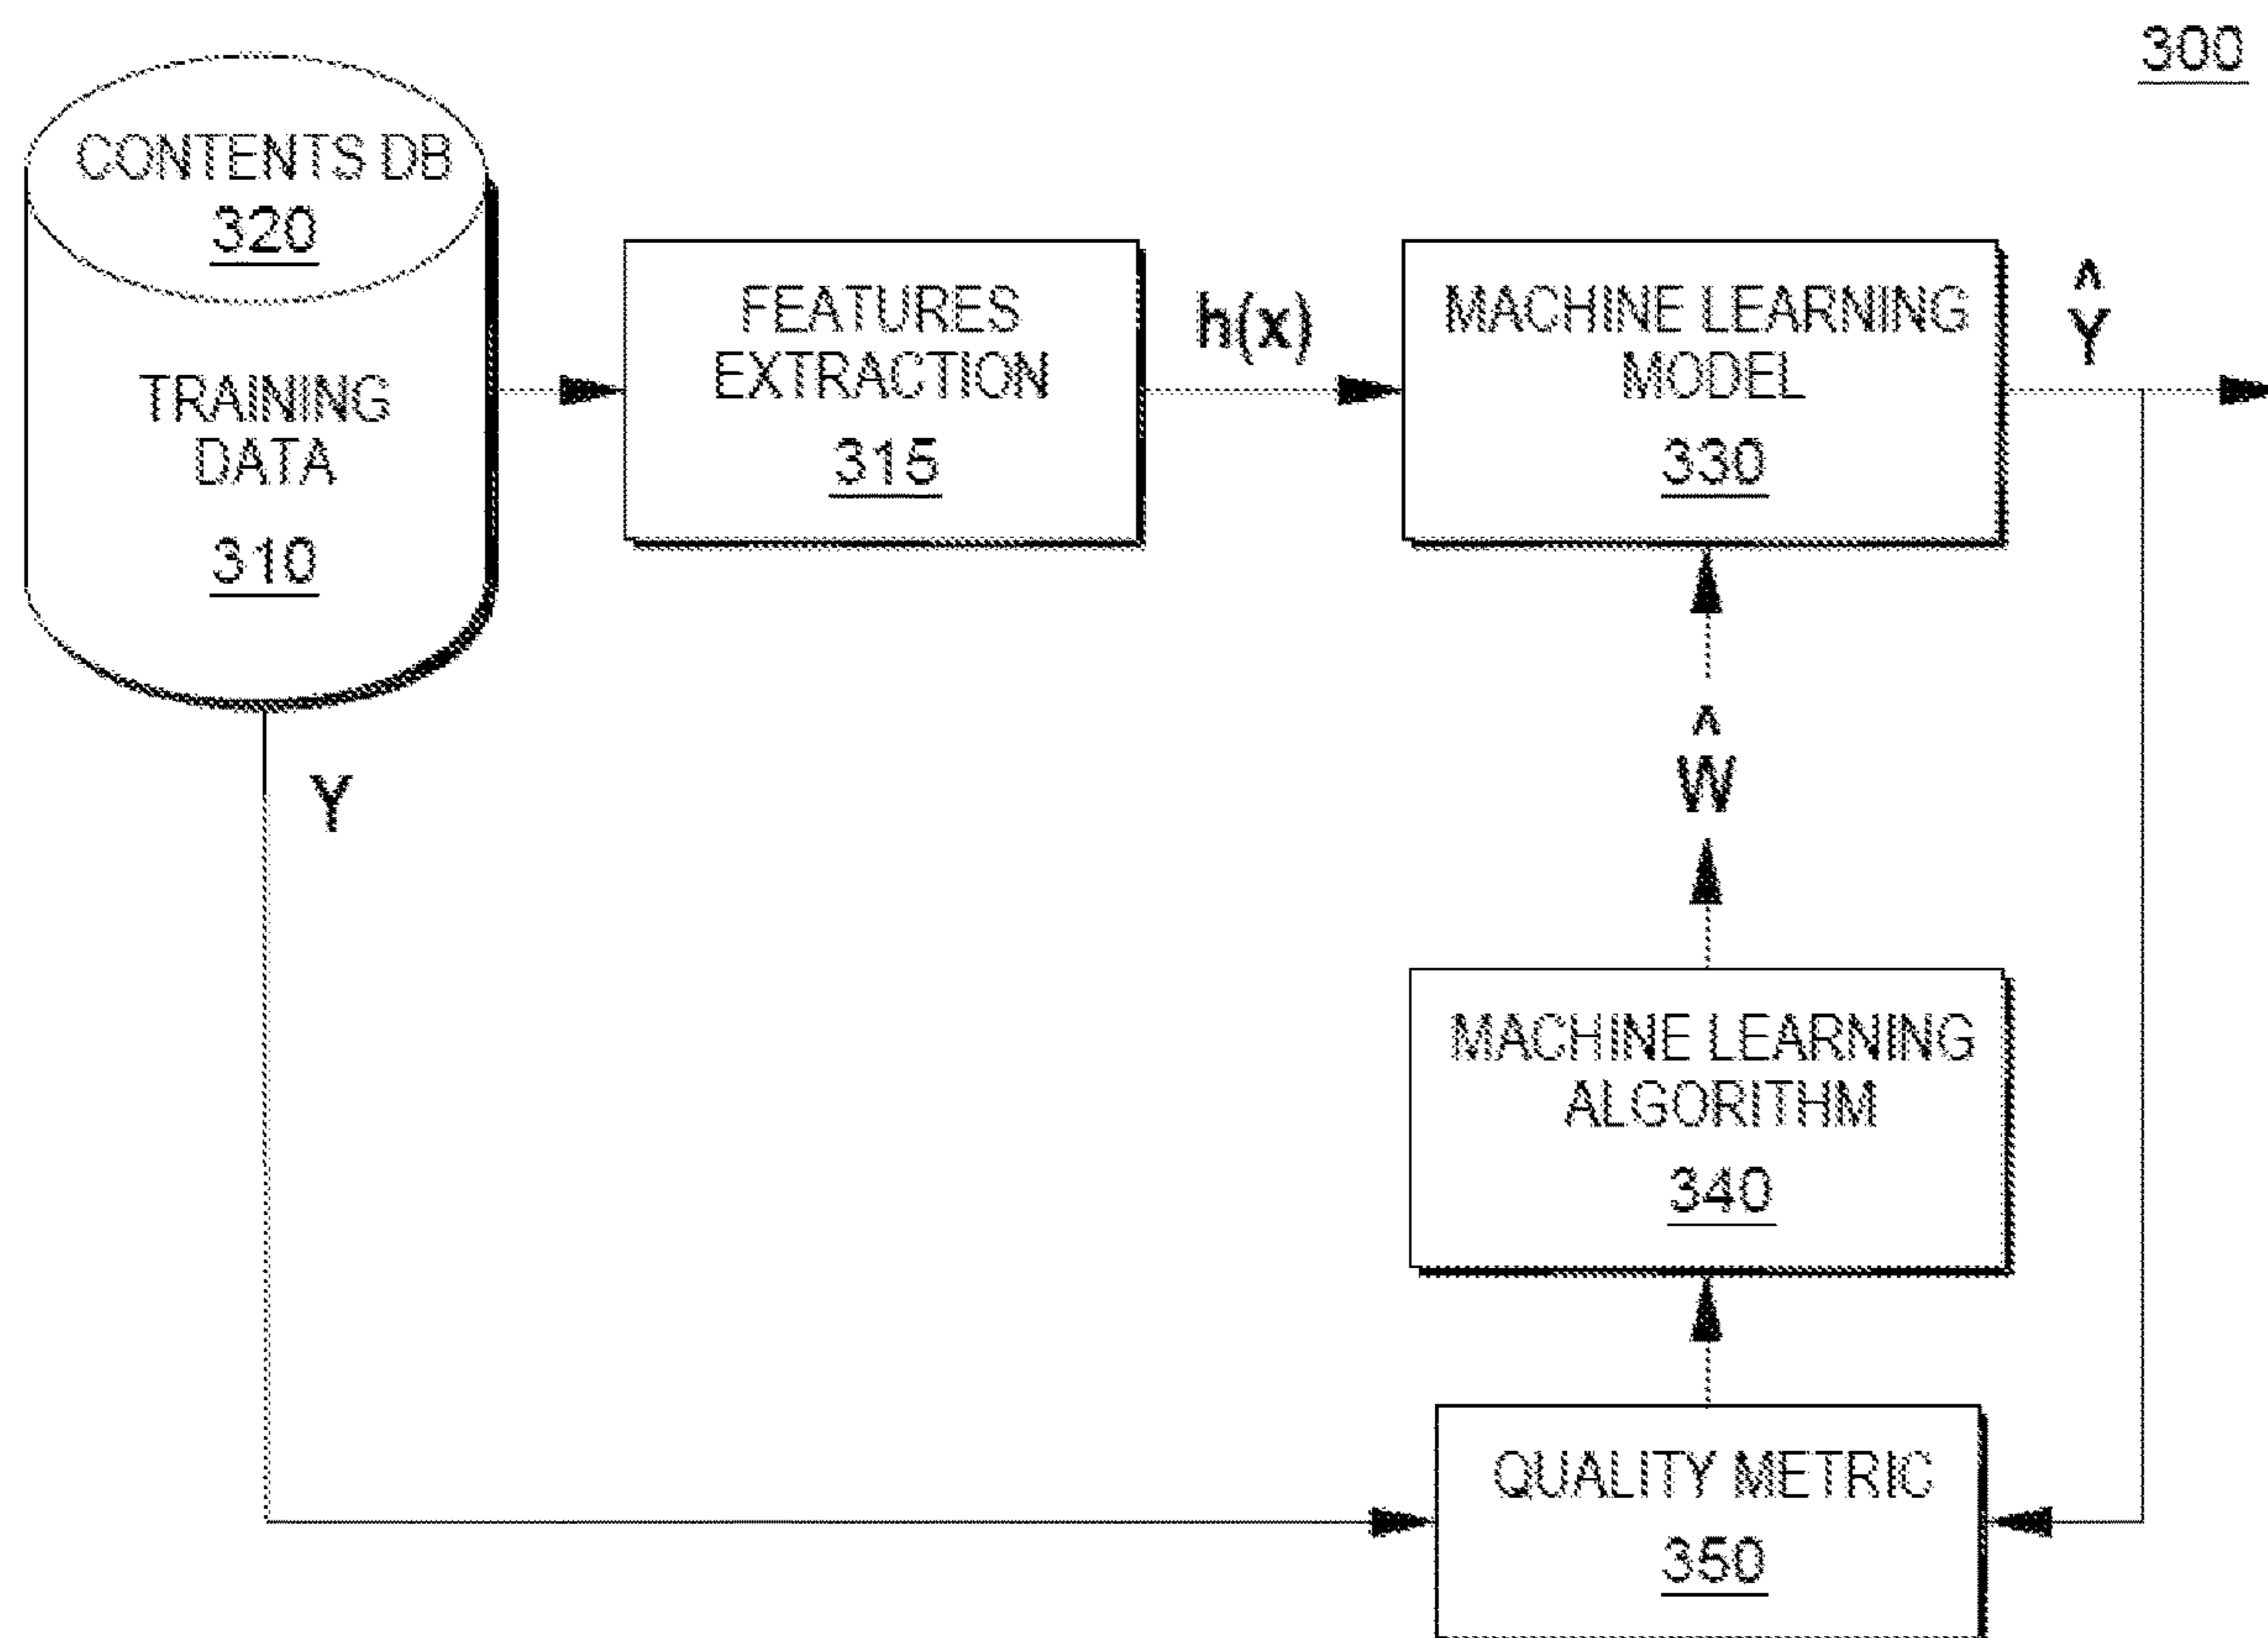 300
CONTENTS DB
320
TRAINING
DATA
310
FEATURES
EXTRACTION
315
h(x)
MACHINE LEARNING
MODEL
330
Ŷ
Y
Ŵ
MACHINE LEARNING
ALGORITHM
340
QUALITY METRIC
350